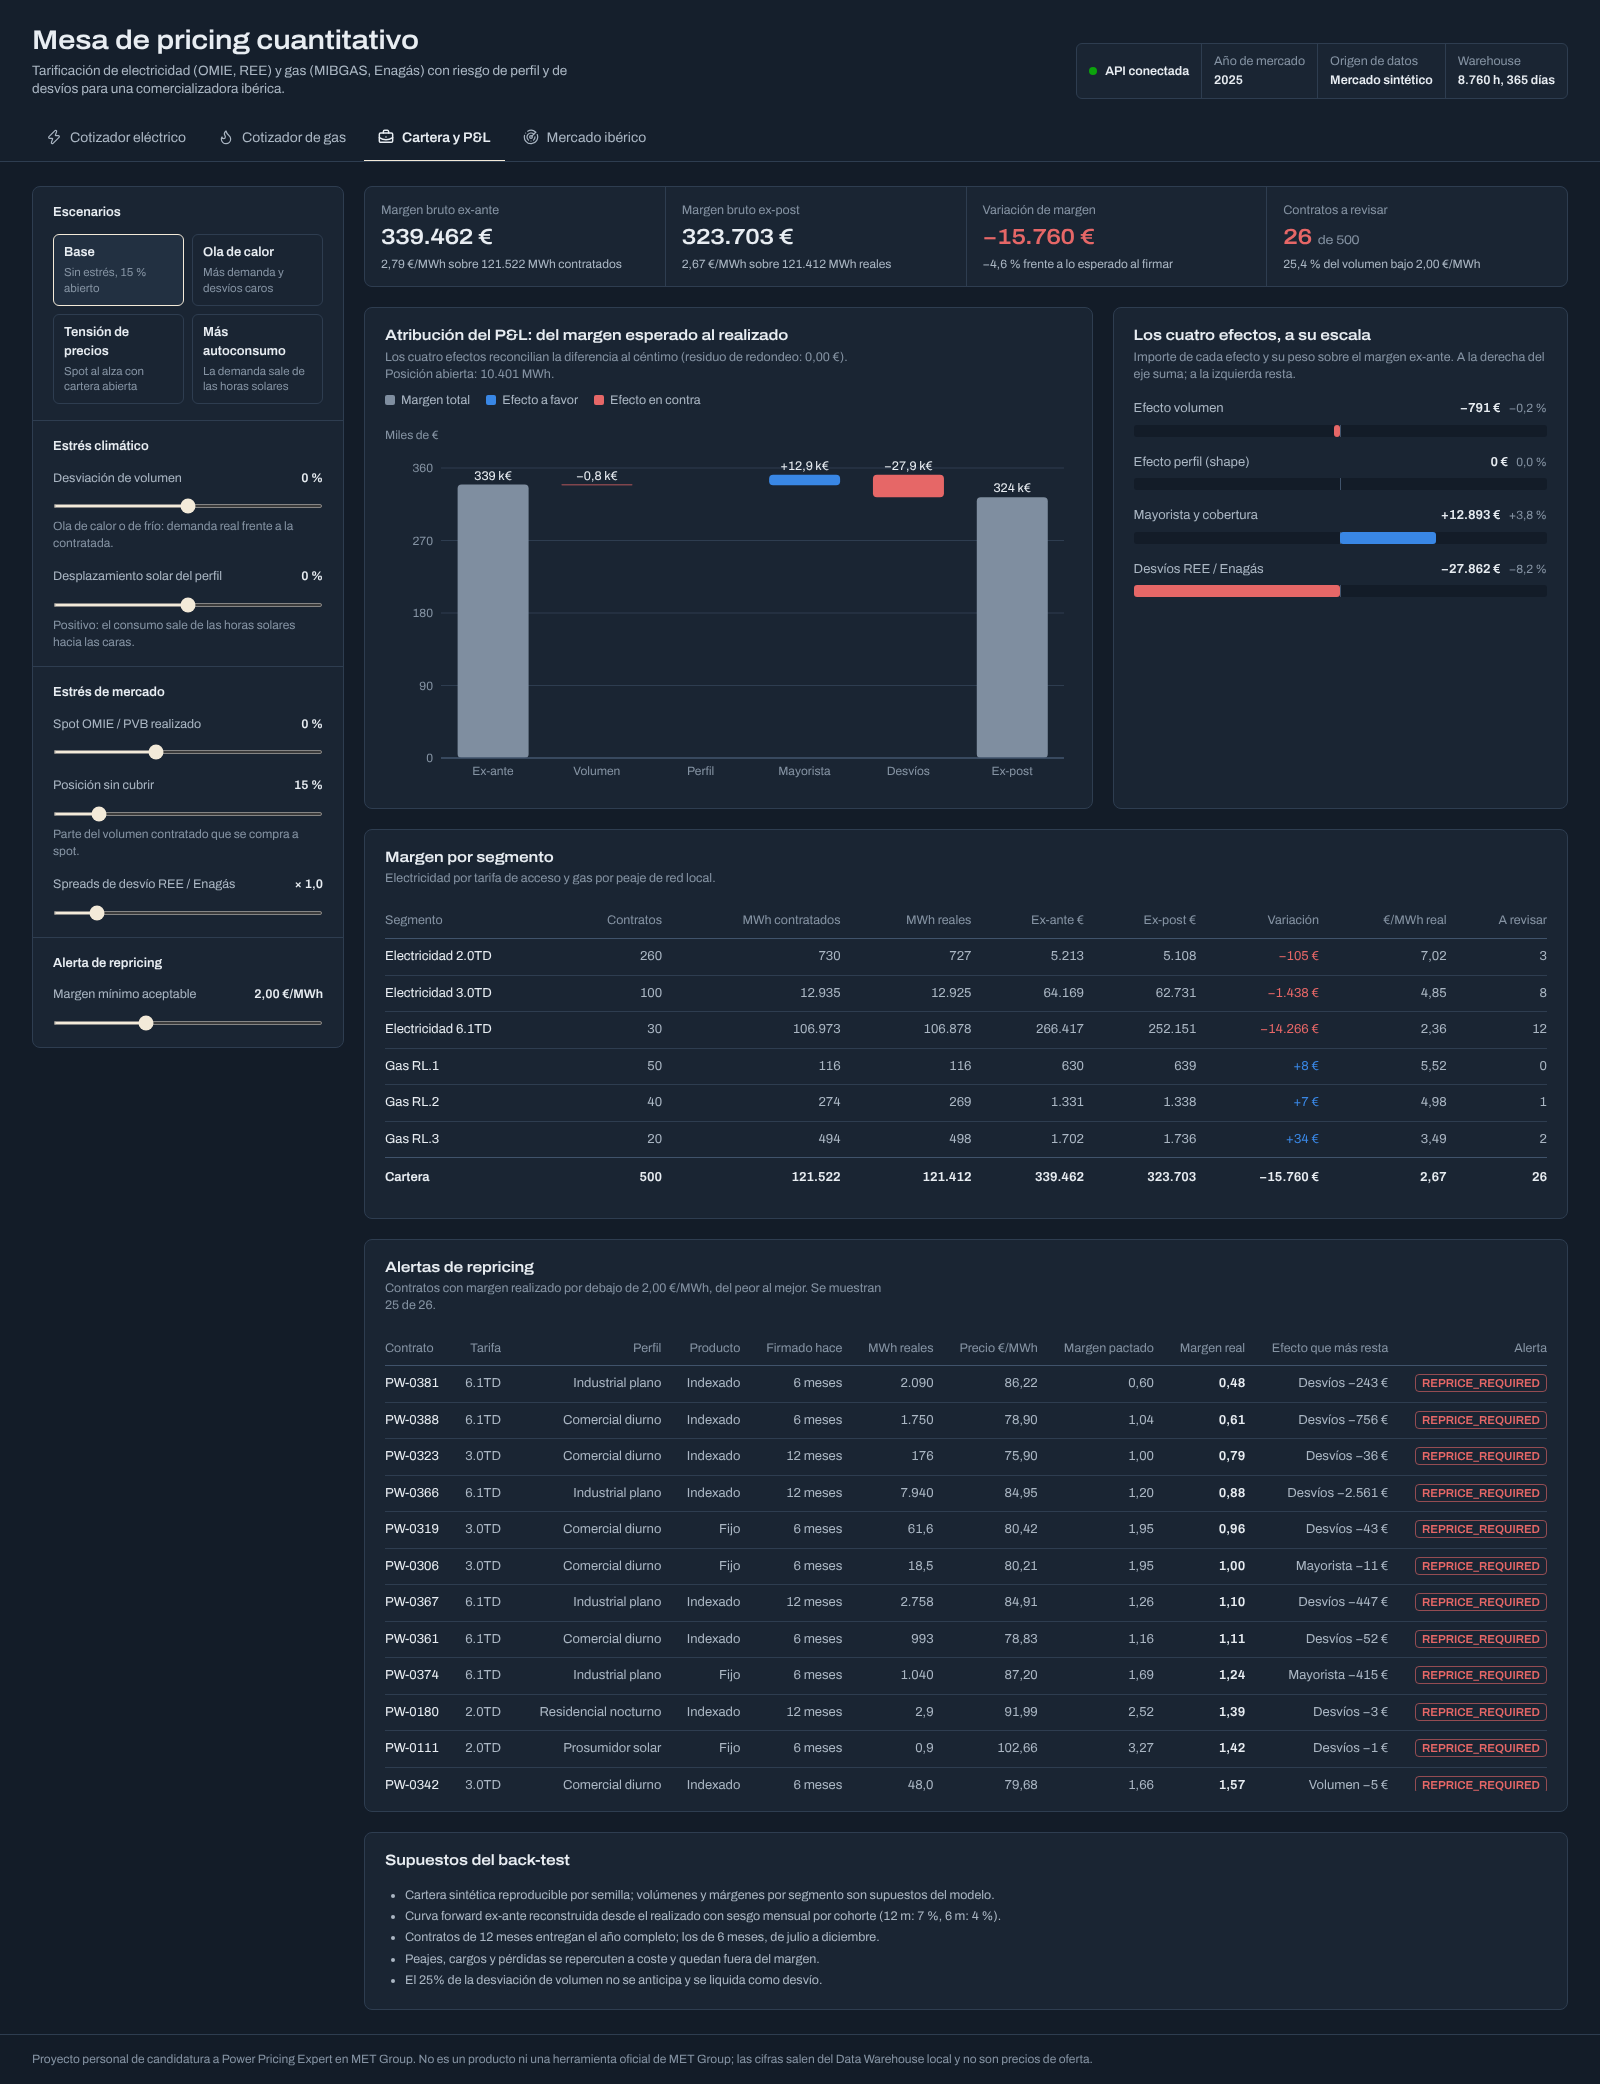 Mesa de pricing cuantitativo
Tarificación de electricidad (OMIE, REE) y gas (MIBGAS, Enagás) con riesgo de perfil y de
desvíos para una comercializadora ibérica.
API conectada
Año de mercado
2025
Origen de datos
Mercado sintético
Warehouse
8.760 h, 365 días
Cotizador eléctrico
Cotizador de gas
Cartera y P&L
Mercado ibérico
Escenarios
Base
Sin estrés, 15 %
abierto
Ola de calor
Más demanda y
desvíos caros
Tensión de
precios
Spot al alza con
cartera abierta
Más
autoconsumo
La demanda sale de
las horas solares
Estrés climático
Desviación de volumen 0 %
Ola de calor o de frío: demanda real frente a la
contratada.
Desplazamiento solar del perfil 0 %
Positivo: el consumo sale de las horas solares
hacia las caras.
Estrés de mercado
Spot OMIE / PVB realizado 0 %
Posición sin cubrir 15 %
Parte del volumen contratado que se compra a
spot.
Spreads de desvío REE / Enagás × 1,0
Alerta de repricing
Margen mínimo aceptable 2,00 €/MWh
Margen bruto ex-ante
339.462 €
2,79 €/MWh sobre 121.522 MWh contratados
Margen bruto ex-post
323.703 €
2,67 €/MWh sobre 121.412 MWh reales
Variación de margen
−15.760 €
−4,6 % frente a lo esperado al firmar
Contratos a revisar
26 de 500
25,4 % del volumen bajo 2,00 €/MWh
Atribución del P&L: del margen esperado al realizado
Los cuatro efectos reconcilian la diferencia al céntimo (residuo de redondeo: 0,00 €).
Posición abierta: 10.401 MWh.
Margen total Efecto a favor Efecto en contra
Miles de €
360
270
180
90
0
339 k€
−0,8 k€
+12,9 k€
−27,9 k€
324 k€
Ex-ante Volumen Perfil Mayorista Desvíos Ex-post
Los cuatro efectos, a su escala
Importe de cada efecto y su peso sobre el margen ex-ante. A la derecha del
eje suma; a la izquierda resta.
Efecto volumen −791 € −0,2 %
Efecto perfil (shape) 0 € 0,0 %
Mayorista y cobertura +12.893 € +3,8 %
Desvíos REE / Enagás −27.862 € −8,2 %
Margen por segmento
Electricidad por tarifa de acceso y gas por peaje de red local.
Segmento Contratos MWh contratados MWh reales Ex-ante € Ex-post € Variación €/MWh real A revisar
Electricidad 2.0TD 260 730 727 5.213 5.108 −105 € 7,02 3
Electricidad 3.0TD 100 12.935 12.925 64.169 62.731 −1.438 € 4,85 8
Electricidad 6.1TD 30 106.973 106.878 266.417 252.151 −14.266 € 2,36 12
Gas RL.1 50 116 116 630 639 +8 € 5,52 0
Gas RL.2 40 274 269 1.331 1.338 +7 € 4,98 1
Gas RL.3 20 494 498 1.702 1.736 +34 € 3,49 2
Cartera 500 121.522 121.412 339.462 323.703 −15.760 € 2,67 26
Alertas de repricing
Contratos con margen realizado por debajo de 2,00 €/MWh, del peor al mejor. Se muestran
25 de 26.
Contrato Tarifa Perfil Producto Firmado hace MWh reales Precio €/MWh Margen pactado Margen real Efecto que más resta Alerta
PW-0381 6.1TD Industrial plano Indexado 6 meses 2.090 86,22 0,60 0,48 Desvíos −243 € REPRICE_REQUIRED
PW-0388 6.1TD Comercial diurno Indexado 6 meses 1.750 78,90 1,04 0,61 Desvíos −756 € REPRICE_REQUIRED
PW-0323 3.0TD Comercial diurno Indexado 12 meses 176 75,90 1,00 0,79 Desvíos −36 € REPRICE_REQUIRED
PW-0366 6.1TD Industrial plano Indexado 12 meses 7.940 84,95 1,20 0,88 Desvíos −2.561 € REPRICE_REQUIRED
PW-0319 3.0TD Comercial diurno Fijo 6 meses 61,6 80,42 1,95 0,96 Desvíos −43 € REPRICE_REQUIRED
PW-0306 3.0TD Comercial diurno Fijo 6 meses 18,5 80,21 1,95 1,00 Mayorista −11 € REPRICE_REQUIRED
PW-0367 6.1TD Industrial plano Indexado 12 meses 2.758 84,91 1,26 1,10 Desvíos −447 € REPRICE_REQUIRED
PW-0361 6.1TD Comercial diurno Indexado 6 meses 993 78,83 1,16 1,11 Desvíos −52 € REPRICE_REQUIRED
PW-0374 6.1TD Industrial plano Fijo 6 meses 1.040 87,20 1,69 1,24 Mayorista −415 € REPRICE_REQUIRED
PW-0180 2.0TD Residencial nocturno Indexado 12 meses 2,9 91,99 2,52 1,39 Desvíos −3 € REPRICE_REQUIRED
PW-0111 2.0TD Prosumidor solar Fijo 6 meses 0,9 102,66 3,27 1,42 Desvíos −1 € REPRICE_REQUIRED
PW-0342 3.0TD Comercial diurno Indexado 6 meses 48,0 79,68 1,66 1,57 Volumen −5 € REPRICE_REQUIRED
Supuestos del back-test
• Cartera sintética reproducible por semilla; volúmenes y márgenes por segmento son supuestos del modelo.
• Curva forward ex-ante reconstruida desde el realizado con sesgo mensual por cohorte (12 m: 7 %, 6 m: 4 %).
• Contratos de 12 meses entregan el año completo; los de 6 meses, de julio a diciembre.
• Peajes, cargos y pérdidas se repercuten a coste y quedan fuera del margen.
• El 25% de la desviación de volumen no se anticipa y se liquida como desvío.
Proyecto personal de candidatura a Power Pricing Expert en MET Group. No es un producto ni una herramienta oficial de MET Group; las cifras salen del Data Warehouse local y no son precios de oferta.